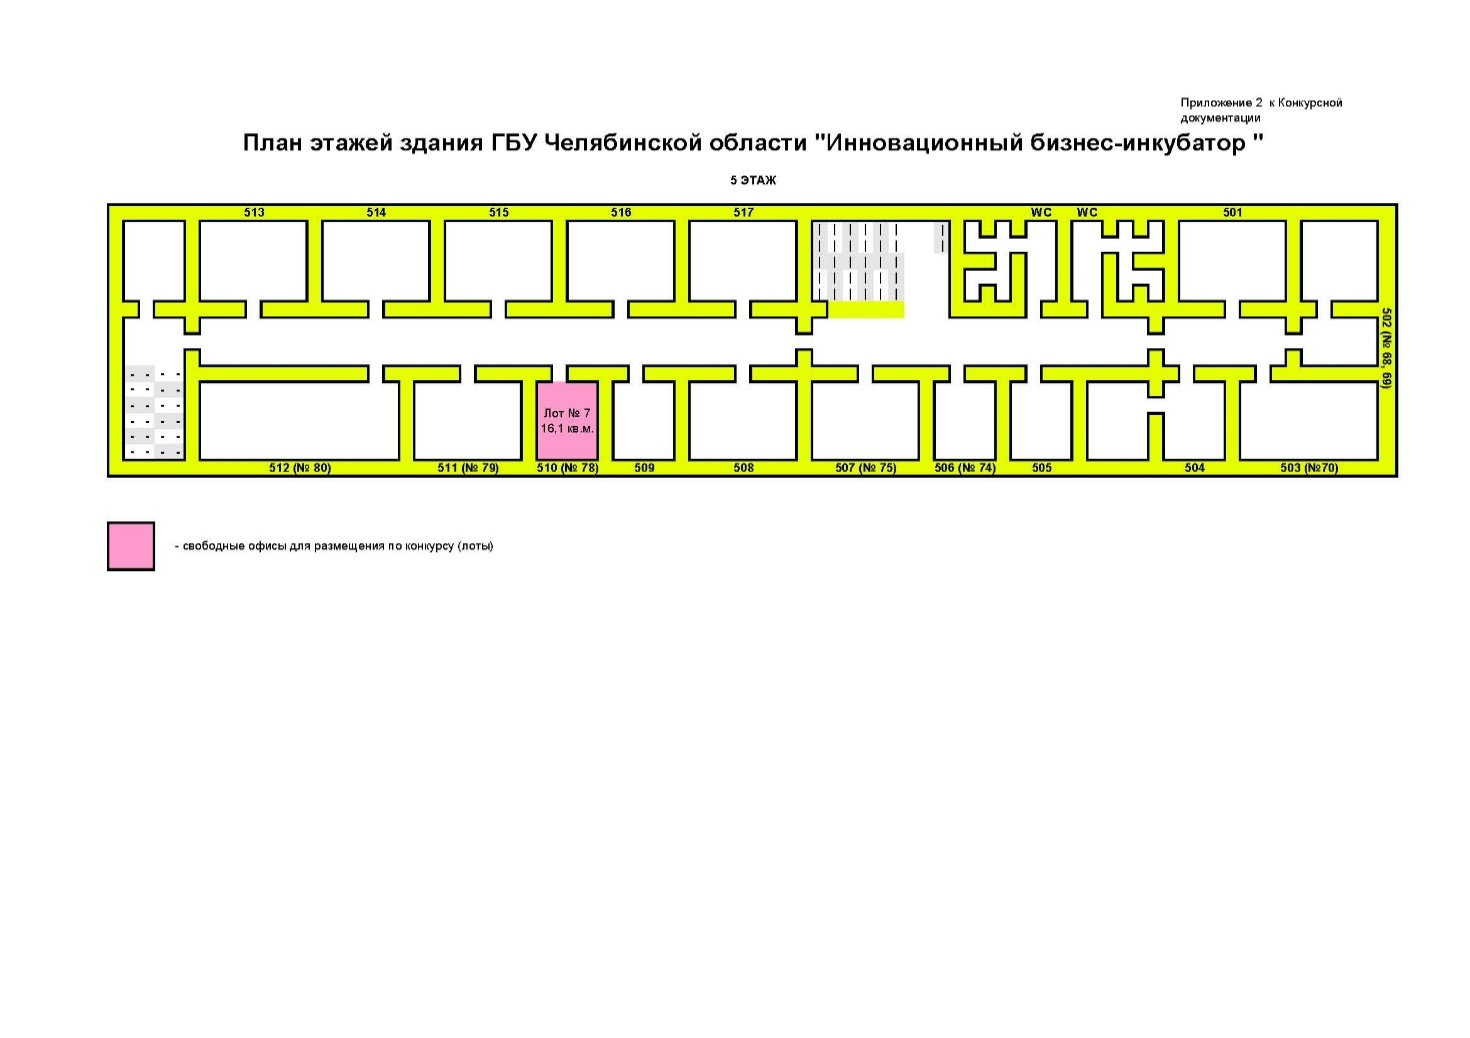 Приложение 2 к Конкурсной
документации
План этажей здания ГБУ Челябинской области "Инновационный бизнес-инкубатор "
5 ЭТАЖ
513 514 515 516 517 WC WC 501
502 (№ 68, 69)
Лот № 7
16,1 кв.м.
512 (№ 80) 511 (№ 79) 510 (№ 78) 509 508 507 (№ 75) 506 (№ 74) 505 504 503 (№70)
- свободные офисы для размещения по конкурсу (лоты)